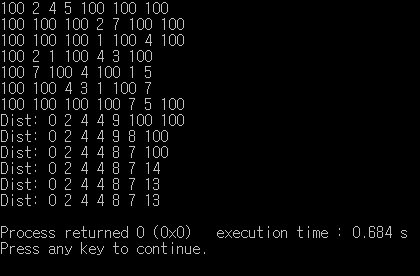 100 2 4 5 100 100 100
100 100 100 2 7 100 100
100 100 100 1 100 4 100
100 2 1 100 4 3 100
100 7 100 4 100 1 5
100 100 4 3 1 100 7
100 100 100 100 7 5 100
Dist: 0 2 4 4 9 100 100
Dist: 0 2 4 4 9 8 100
Dist: 0 2 4 4 8 7 100
Dist: 0 2 4 4 8 7 14
Dist: 0 2 4 4 8 7 13
Dist: 0 2 4 4 8 7 13
Process returned 0 (0x0)   execution time : 0.684 s
Press any key to continue.